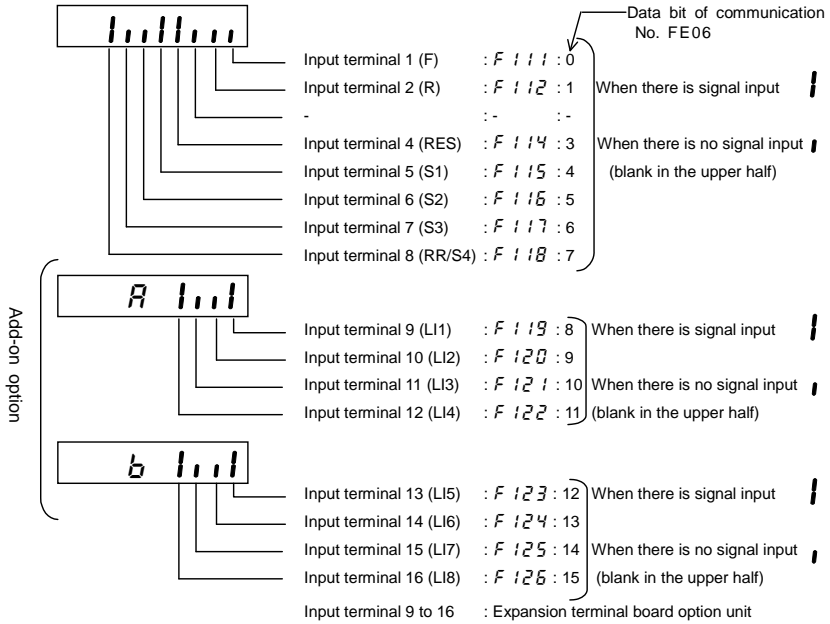 Data bit of communication
No. FE06
Input terminal 1 (F) : F111 : 0
Input terminal 2 (R) : F112 : 1 When there is signal input
- : - : -
Input terminal 4 (RES) : F114 : 3 When there is no signal input
Input terminal 5 (S1) : F115 : 4 (blank in the upper half)
Input terminal 6 (S2) : F116 : 5
Input terminal 7 (S3) : F117 : 6
Input terminal 8 (RR/S4) : F118 : 7
Add-on option
A
Input terminal 9 (LI1) : F119 : 8 When there is signal input
Input terminal 10 (LI2) : F120 : 9
Input terminal 11 (LI3) : F121 : 10 When there is no signal input
Input terminal 12 (LI4) : F122 : 11 (blank in the upper half)
b
Input terminal 13 (LI5) : F123 : 12 When there is signal input
Input terminal 14 (LI6) : F124 : 13
Input terminal 15 (LI7) : F125 : 14 When there is no signal input
Input terminal 16 (LI8) : F126 : 15 (blank in the upper half)
Input terminal 9 to 16 : Expansion terminal board option unit